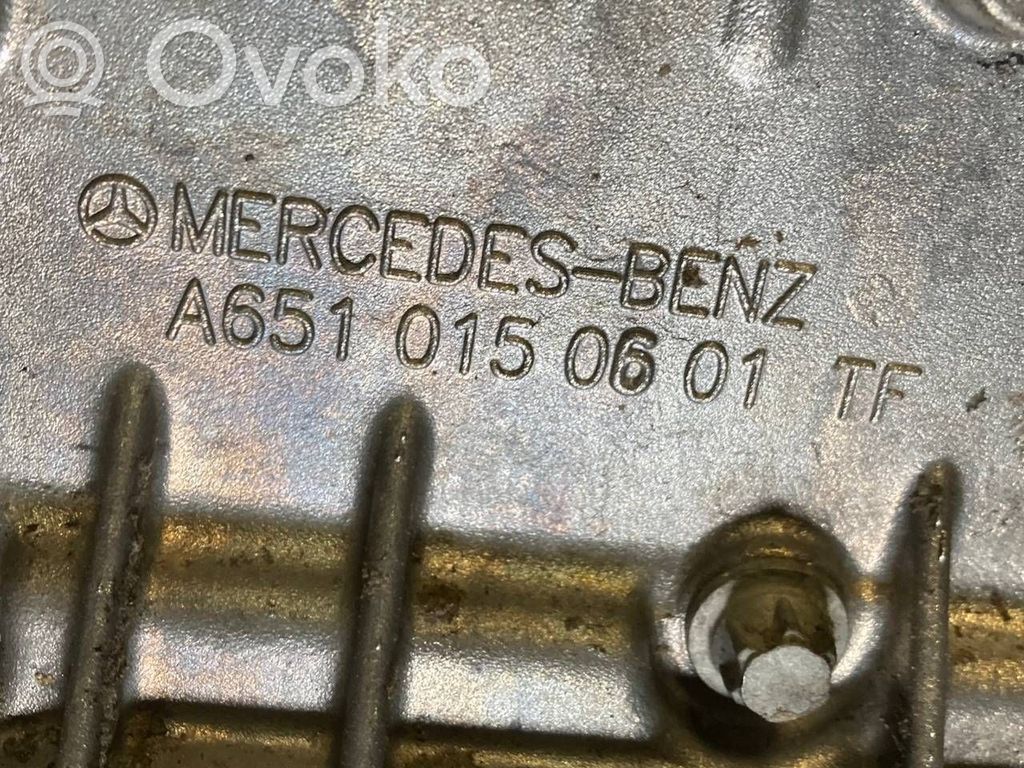 Ovoko
MERCEDES-BENZ
A651 015 06 01 TF